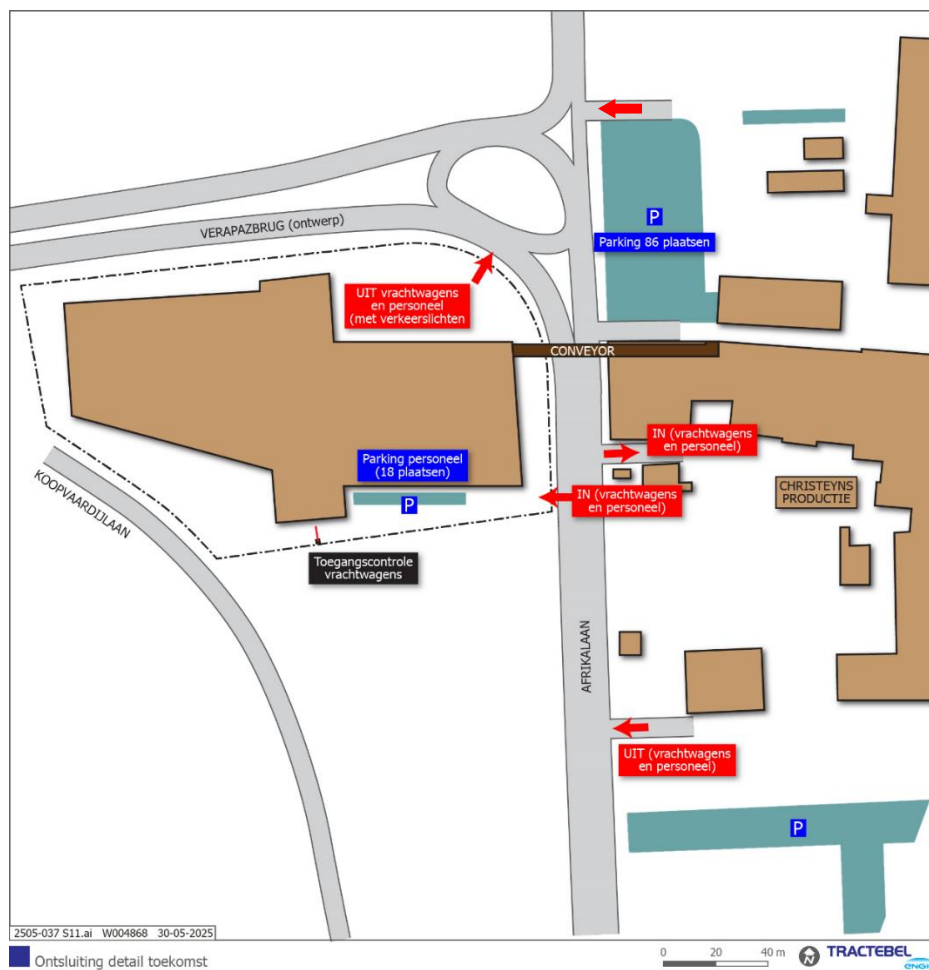 VERAPAZBRUG (ontwerp)
P
Parking 86 plaatsen
UIT vrachtwagens
en personeel
(met verkeerslichten
CONVEYOR
IN (vrachtwagens
en personeel)
Parking personeel
(18 plaatsen)
P
IN (vrachtwagens
en personeel)
CHRISTEYNS
PRODUCTIE
KOOPVAARDIJLAAN
Toegangscontrole
vrachtwagens
AFRIKALAAN
UIT (vrachtwagens
en personeel)
P
2505-037 S11.ai W004868 30-05-2025
Ontsluiting detail toekomst
0 20 40 m
N
TRACTEBEL
ENGIE